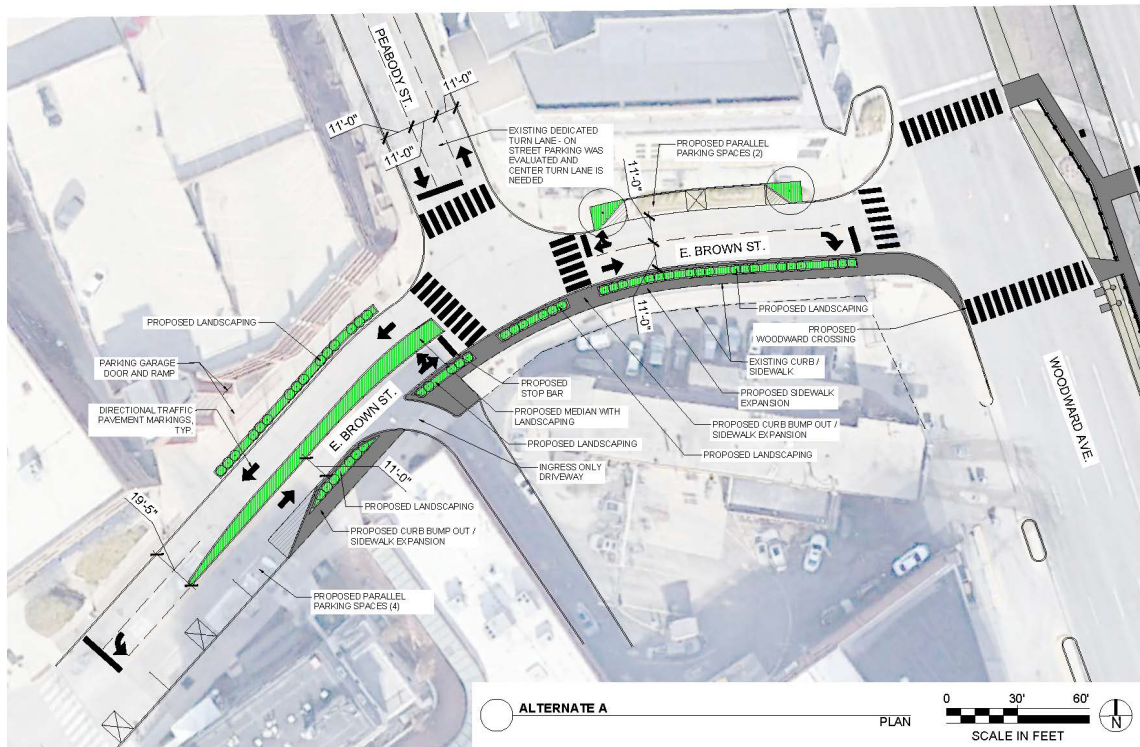 PEABODY ST.
11'-0"
11'-0"
11'-0"
EXISTING DEDICATED
TURN LANE - ON
STREET PARKING WAS
EVALUATED AND
CENTER TURN LANE IS
NEEDED
PROPOSED PARALLEL
PARKING SPACES (2)
11'-0"
E. BROWN ST.
11'-0"
PROPOSED LANDSCAPING
PROPOSED
WOODWARD CROSSING
EXISTING CURB /
SIDEWALK
PROPOSED SIDEWALK
EXPANSION
PROPOSED CURB BUMP OUT /
SIDEWALK EXPANSION
PROPOSED LANDSCAPING
WOODWARD AVE.
PROPOSED LANDSCAPING
PARKING GARAGE
DOOR AND RAMP
DIRECTIONAL TRAFFIC
PAVEMENT MARKINGS,
TYP.
E. BROWN ST.
PROPOSED
STOP BAR
PROPOSED MEDIAN WITH
LANDSCAPING
PROPOSED LANDSCAPING
INGRESS ONLY
DRIVEWAY
11'-0"
PROPOSED LANDSCAPING
PROPOSED CURB BUMP OUT /
SIDEWALK EXPANSION
19'-5"
PROPOSED PARALLEL
PARKING SPACES (4)
ALTERNATE A
PLAN
0 30' 60'
SCALE IN FEET
N